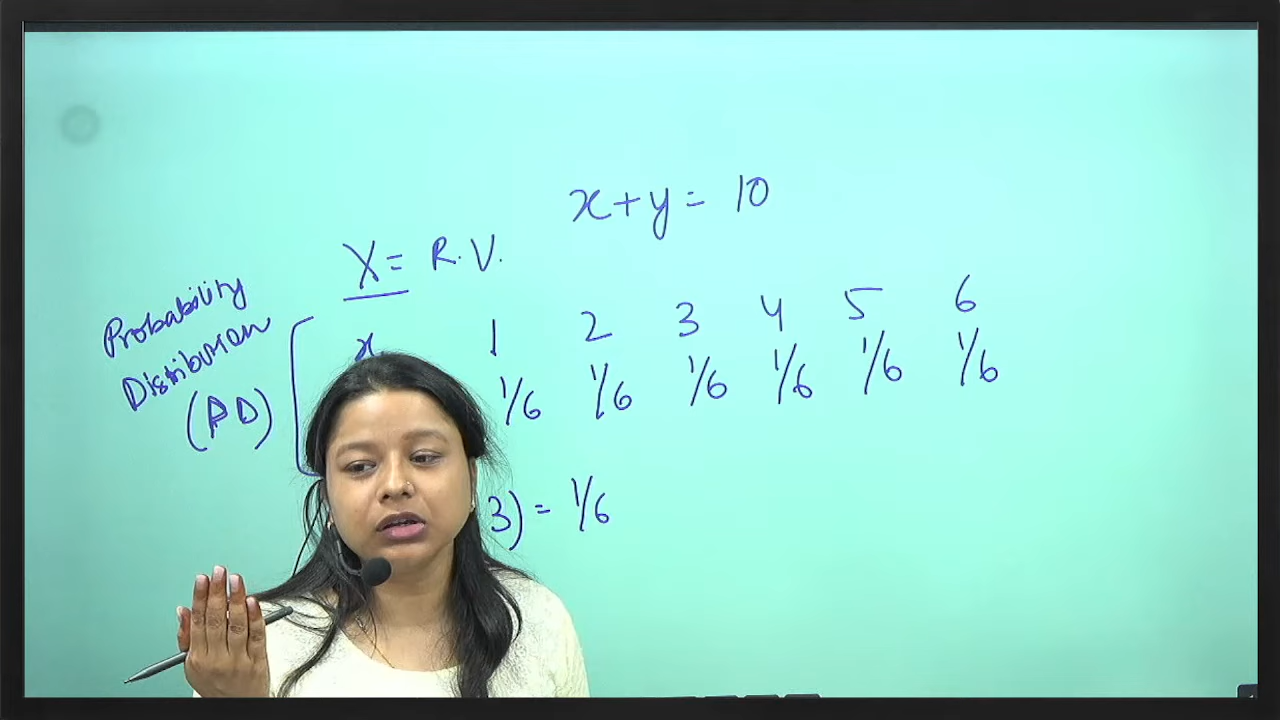 x+y= 10
X= R.V.
Probability
Distribution
(PD)
x 1 2 3 4 5 6
1/6 1/6 1/6 1/6 1/6 1/6
3) = 1/6